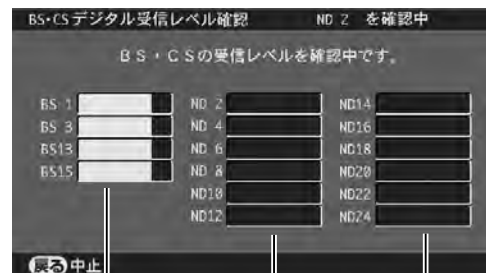 BS・CSデジタル受信レベル確認 ND 2 を確認中
BS・CSの受信レベルを確認中です。
BS 1 ND 2 ND14
BS 3 ND 4 ND16
BS13 ND 6 ND18
BS15 ND 8 ND20
ND10 ND22
ND12 ND24
戻る 中止